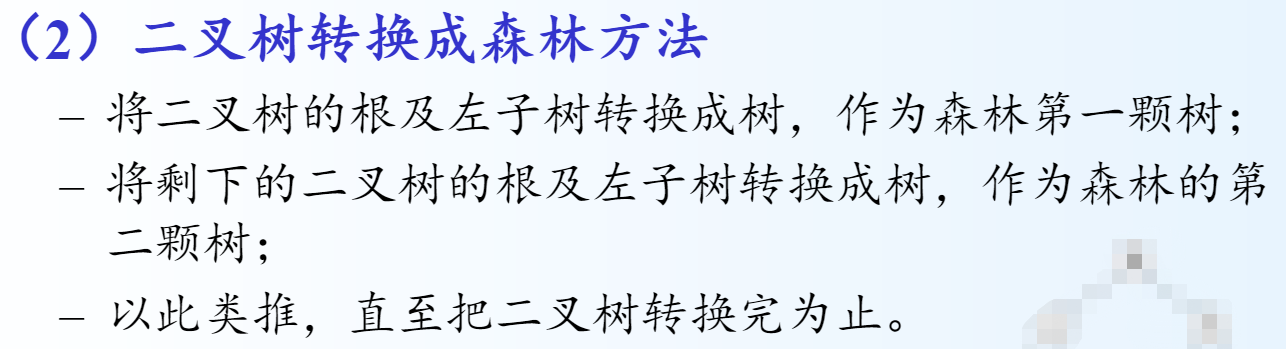 （2）二叉树转换成森林方法
– 将二叉树的根及左子树转换成树，作为森林第一颗树；
– 将剩下的二叉树的根及左子树转换成树，作为森林的第
二颗树；
– 以此类推，直至把二叉树转换完为止。